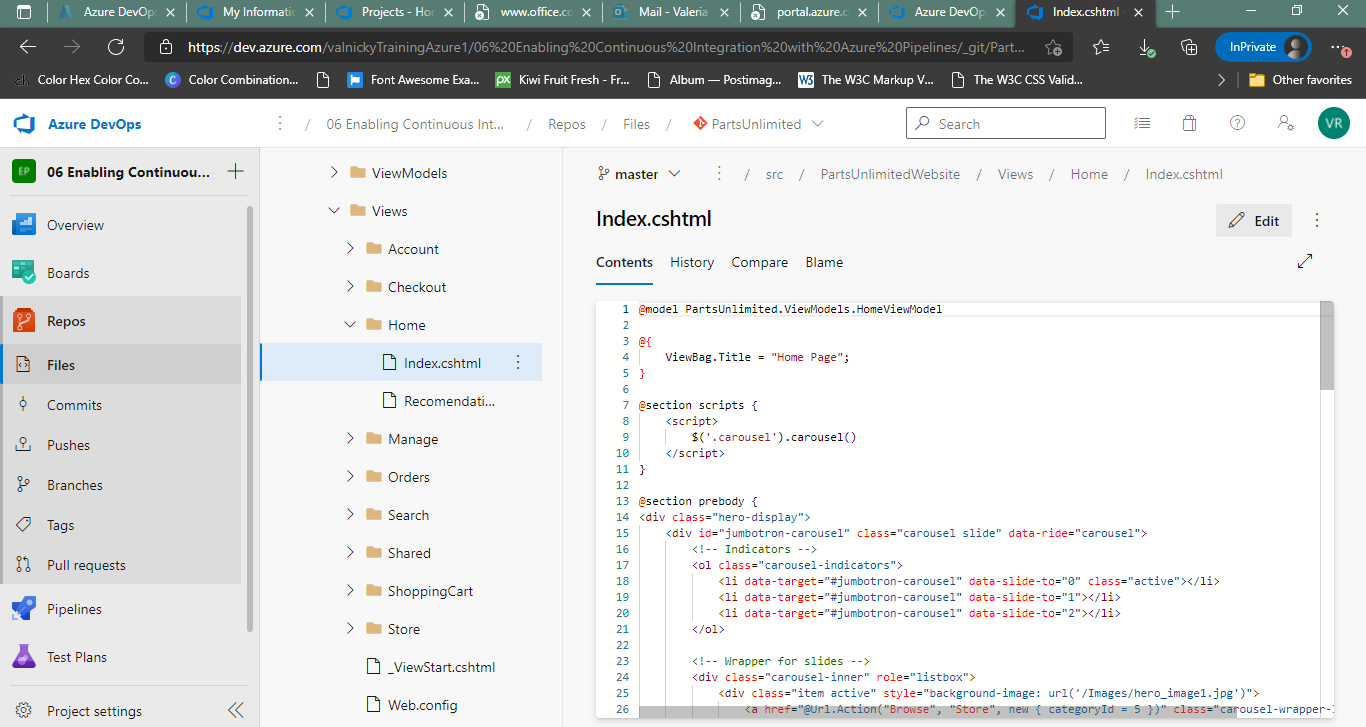 Azure DevOp
My Informatic
Projects - Ho
www.office.co
Mail - Valeria
portal.azure.c
Azure DevOp
Index.cshtml
https://dev.azure.com/valnickyTrainingAzure1/06%20Enabling%20Continuous%20Integration%20with%20Azure%20Pipelines/_git/Part...
InPrivate
Color Hex Color Co...
Color Combination...
Font Awesome Exa...
Kiwi Fruit Fresh - Fr...
Album — Postimag...
The W3C Markup V...
The W3C CSS Valid...
Other favorites
Azure DevOps
/ 06 Enabling Continuous Int... / Repos / Files / PartsUnlimited
Search
VR
EP 06 Enabling Continuou...
Overview
Boards
Repos
Files
Commits
Pushes
Branches
Tags
Pull requests
Pipelines
Test Plans
Project settings
ViewModels
Views
Account
Checkout
Home
Index.cshtml
Recomendati...
Manage
Orders
Search
Shared
ShoppingCart
Store
_ViewStart.cshtml
Web.config
master / src / PartsUnlimitedWebsite / Views / Home / Index.cshtml
Index.cshtml
Edit
Contents History Compare Blame
1 @model PartsUnlimited.ViewModels.HomeViewModel
2
3 @{
4 ViewBag.Title = "Home Page";
5 }
6
7 @section scripts {
8 <script>
9 $('.carousel').carousel()
10 </script>
11 }
12
13 @section prebody {
14 <div class="hero-display">
15 <div id="jumbotron-carousel" class="carousel slide" data-ride="carousel">
16 <!-- Indicators -->
17 <ol class="carousel-indicators">
18 <li data-target="#jumbotron-carousel" data-slide-to="0" class="active"></li>
19 <li data-target="#jumbotron-carousel" data-slide-to="1"></li>
20 <li data-target="#jumbotron-carousel" data-slide-to="2"></li>
21 </ol>
22
23 <!-- Wrapper for slides -->
24 <div class="carousel-inner" role="listbox">
25 <div class="item active" style="background-image: url('/Images/hero_image1.jpg')">
26 <a href="@Url.Action("Browse", "Store", new { categoryId = 5 })" class="carousel-wrapper-